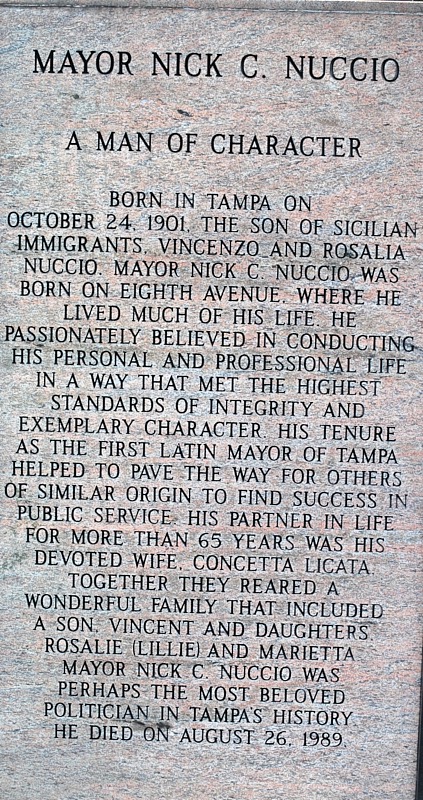 MAYOR NICK C. NUCCIO
A MAN OF CHARACTER
BORN IN TAMPA ON
OCTOBER 24, 1901, THE SON OF SICILIAN
IMMIGRANTS, VINCENZO AND ROSALIA
NUCCIO. MAYOR NICK C. NUCCIO WAS
BORN ON EIGHTH AVENUE, WHERE HE
LIVED MUCH OF HIS LIFE. HE
PASSIONATELY BELIEVED IN CONDUCTING
HIS PERSONAL AND PROFESSIONAL LIFE
IN A WAY THAT MET THE HIGHEST
STANDARDS OF INTEGRITY AND
EXEMPLARY CHARACTER. HIS TENURE
AS THE FIRST LATIN MAYOR OF TAMPA
HELPED TO PAVE THE WAY FOR OTHERS
OF SIMILAR ORIGIN TO FIND SUCCESS IN
PUBLIC SERVICE. HIS PARTNER IN LIFE
FOR MORE THAN 65 YEARS WAS HIS
DEVOTED WIFE, CONCETTA LICATA.
TOGETHER THEY REARED A
WONDERFUL FAMILY THAT INCLUDED
A SON, VINCENT AND DAUGHTERS
ROSALIE (LILLIE) AND MARIETTA.
MAYOR NICK C. NUCCIO WAS
PERHAPS THE MOST BELOVED
POLITICIAN IN TAMPA'S HISTORY
HE DIED ON AUGUST 26, 1989.